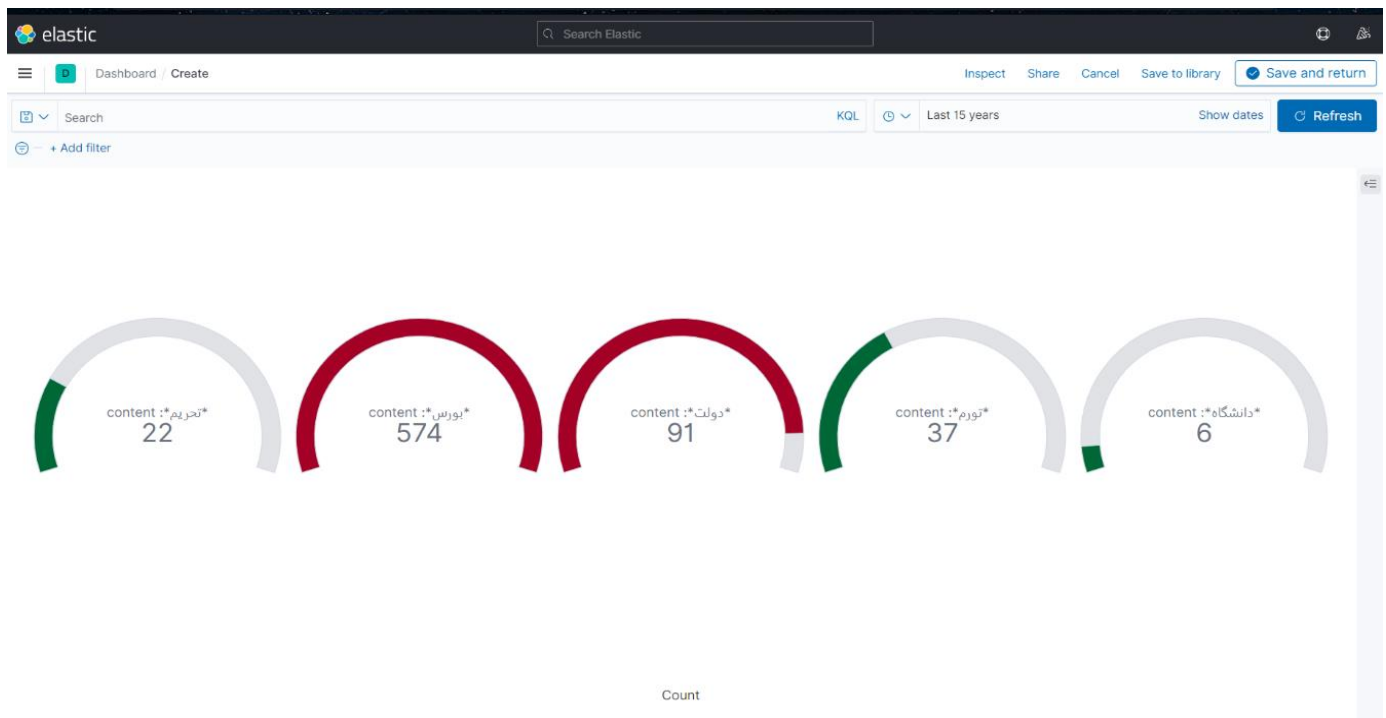 elastic
Search Elastic
D
Dashboard / Create
Inspect Share Cancel Save to library Save and return
Search KQL
Last 15 years Show dates
Refresh
+ Add filter
content :*تحریم*
22
content :*بورس*
574
content :*دولت*
91
content :*تورم*
37
content :*دانشگاه*
6
Count